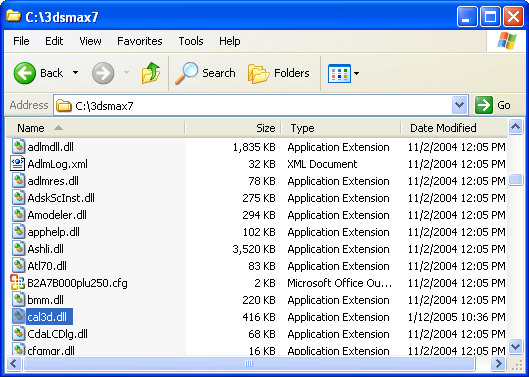 C:\3dsmax7
File Edit View Favorites Tools Help
Back Search Folders
Address C:\3dsmax7 Go
Name Size Type Date Modified
adlmdll.dll 1,835 KB Application Extension 11/2/2004 12:05 PM
AdlmLog.xml 32 KB XML Document 11/2/2004 12:05 PM
adlmres.dll 78 KB Application Extension 11/2/2004 12:05 PM
AdskScInst.dll 275 KB Application Extension 11/2/2004 12:05 PM
Amodeler.dll 294 KB Application Extension 11/2/2004 12:05 PM
apphelp.dll 102 KB Application Extension 11/2/2004 12:05 PM
Ashli.dll 3,520 KB Application Extension 11/2/2004 12:05 PM
Atl70.dll 83 KB Application Extension 11/2/2004 12:05 PM
B2A7B000plu250.cfg 2 KB Microsoft Office Ou... 11/2/2004 12:05 PM
bmm.dll 220 KB Application Extension 11/2/2004 12:05 PM
cal3d.dll 416 KB Application Extension 1/12/2005 10:36 PM
CdaLCDlg.dll 68 KB Application Extension 11/2/2004 12:05 PM
cfgmgr.dll 16 KB Application Extension 11/2/2004 12:05 PM